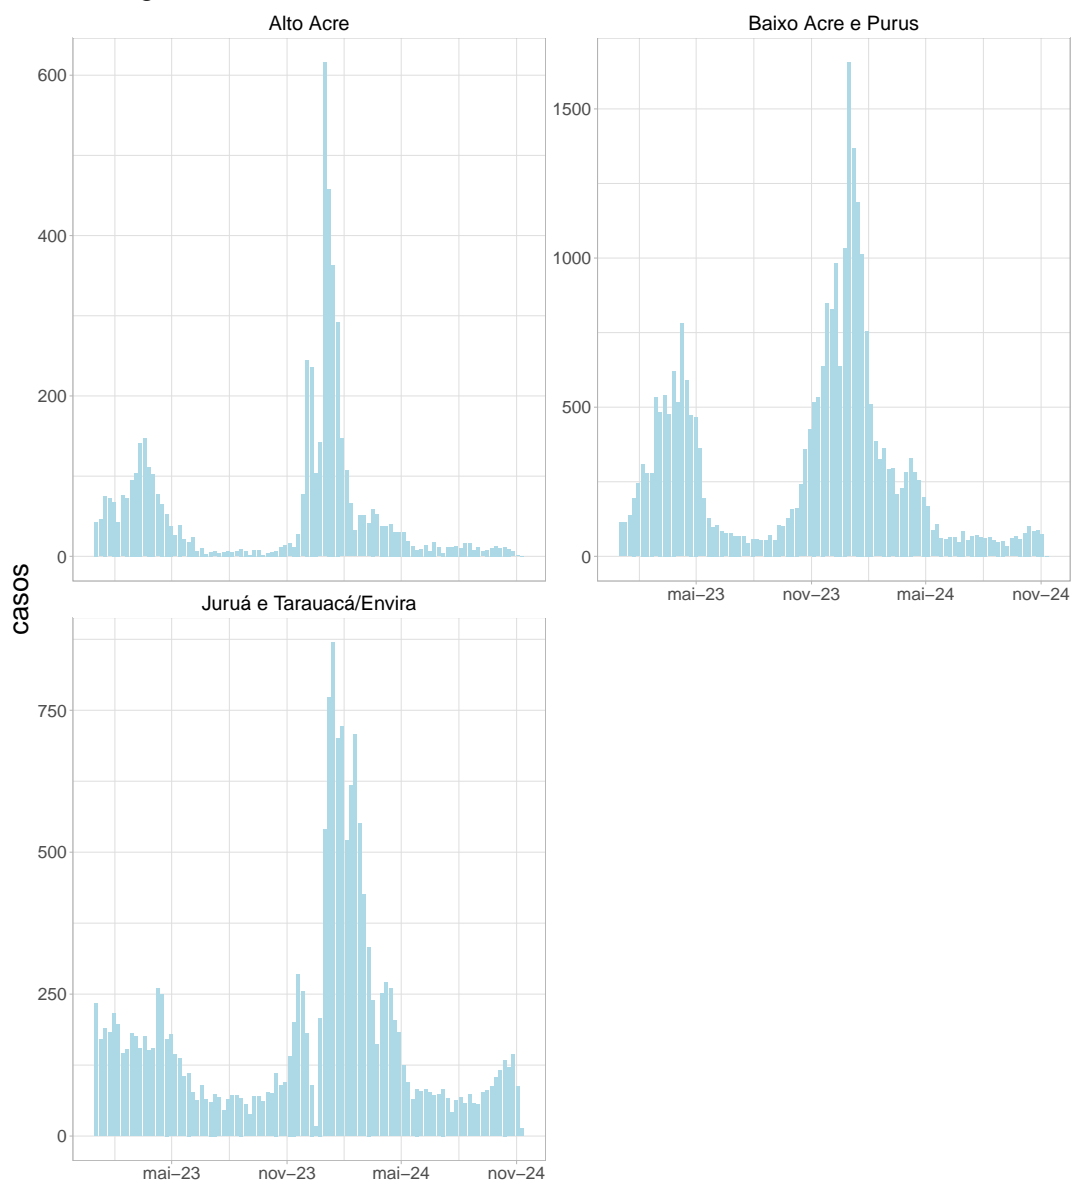 Alto Acre
Baixo Acre e Purus
600
400
200
0
1500
1000
500
0
mai–23
nov–23
mai–24
nov–24
casos
Juruá e Tarauacá/Envira
750
500
250
0
mai–23
nov–23
mai–24
nov–24